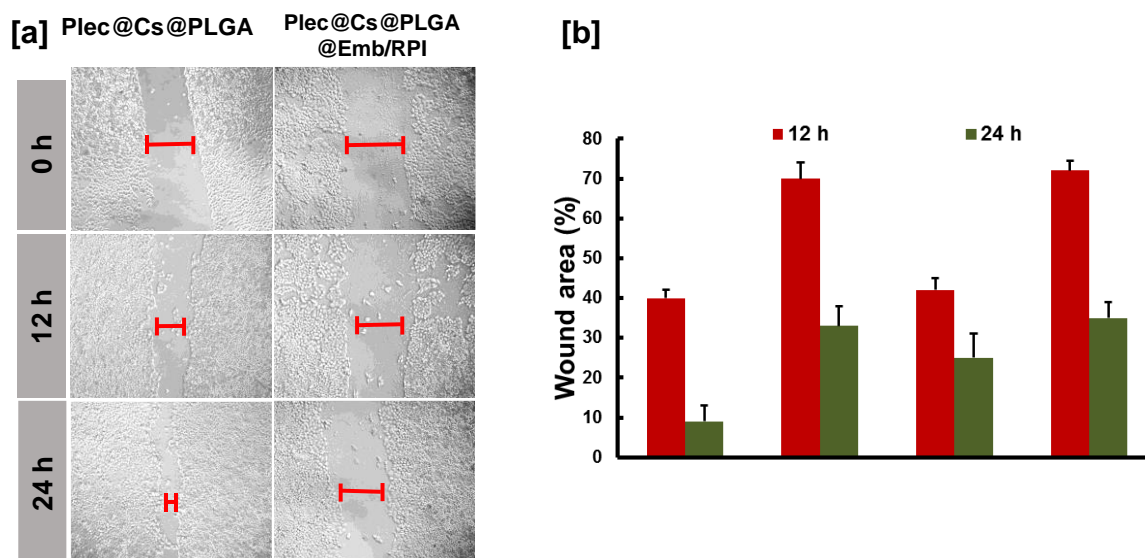 [a]
Plec@Cs@PLGA
Plec@Cs@PLGA
@Emb/RPI
0 h
12 h
24 h
[b]
12 h
24 h
Wound area (%)
80
70
60
50
40
30
20
10
0